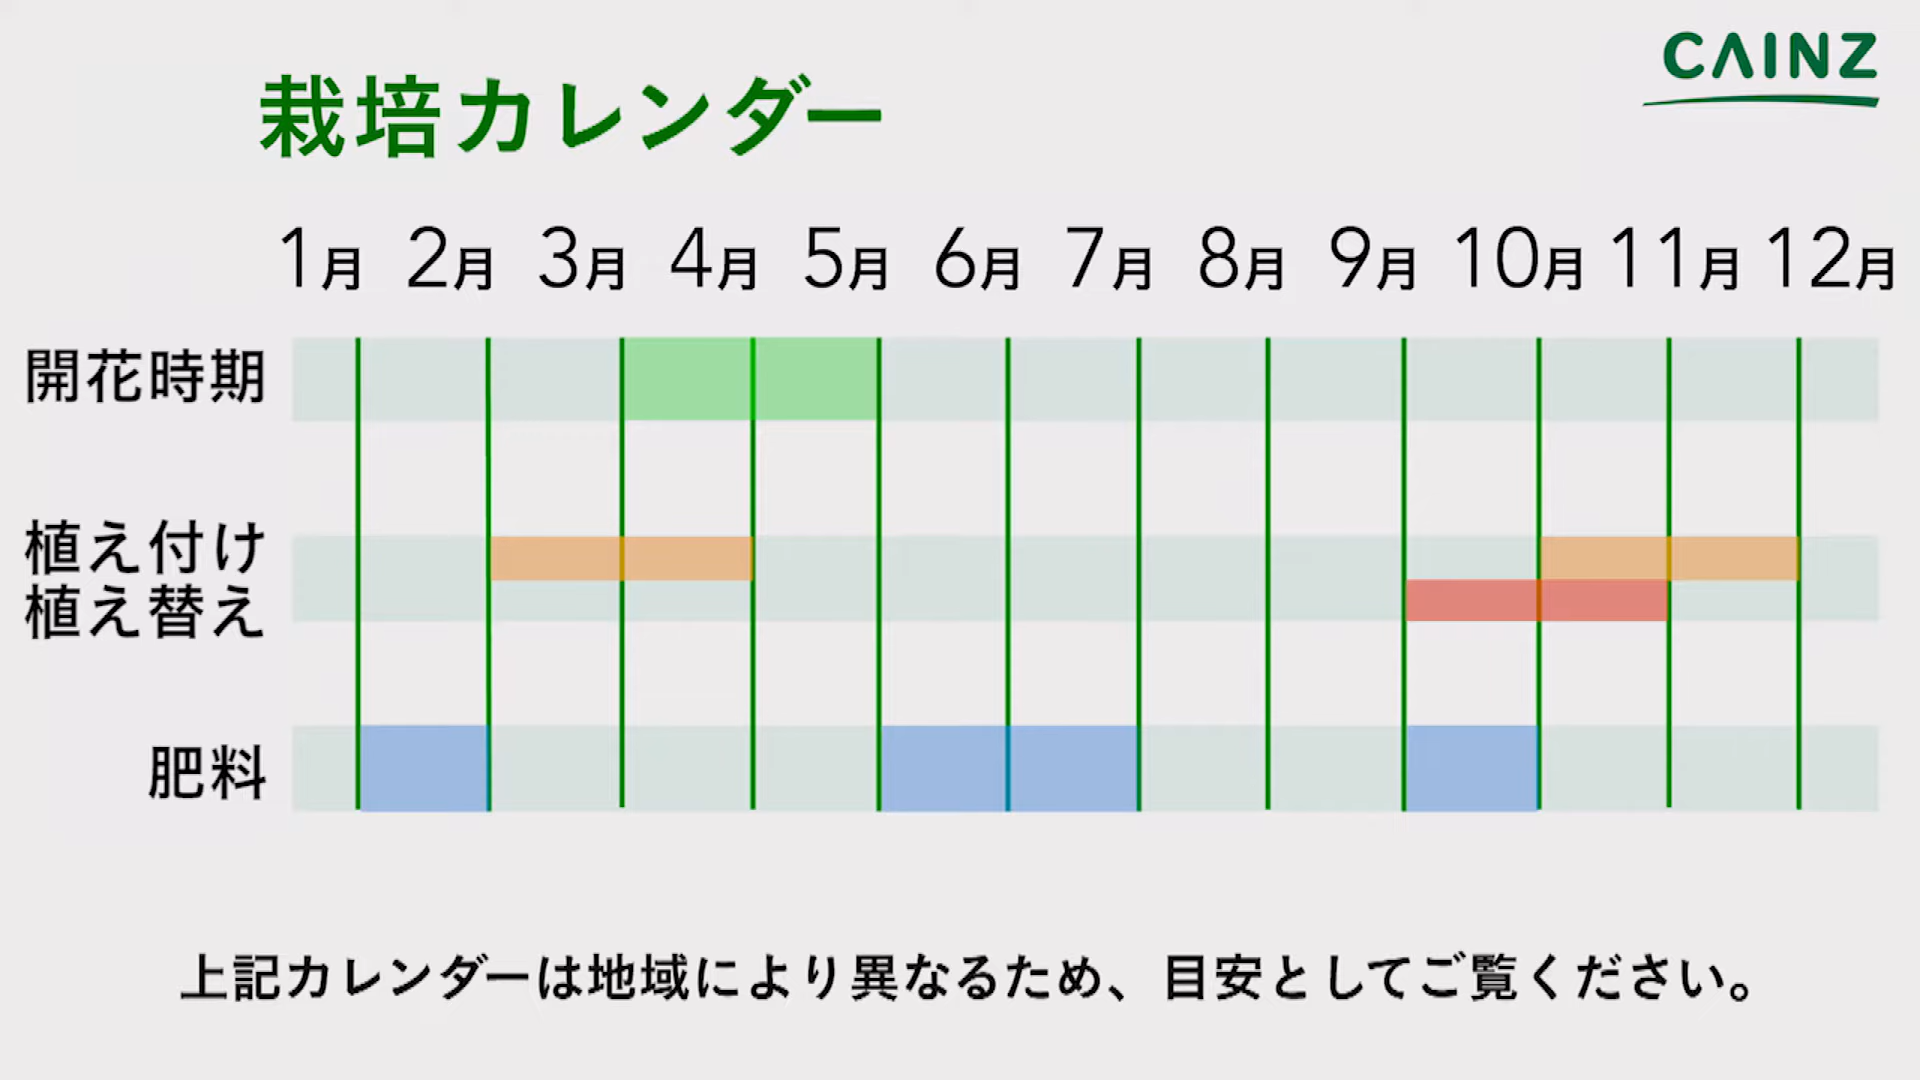 CAINZ
栽培カレンダー
1月 2月 3月 4月 5月 6月 7月 8月 9月 10月 11月 12月
開花時期
植え付け
植え替え
肥料
上記カレンダーは地域により異なるため、目安としてご覧ください。